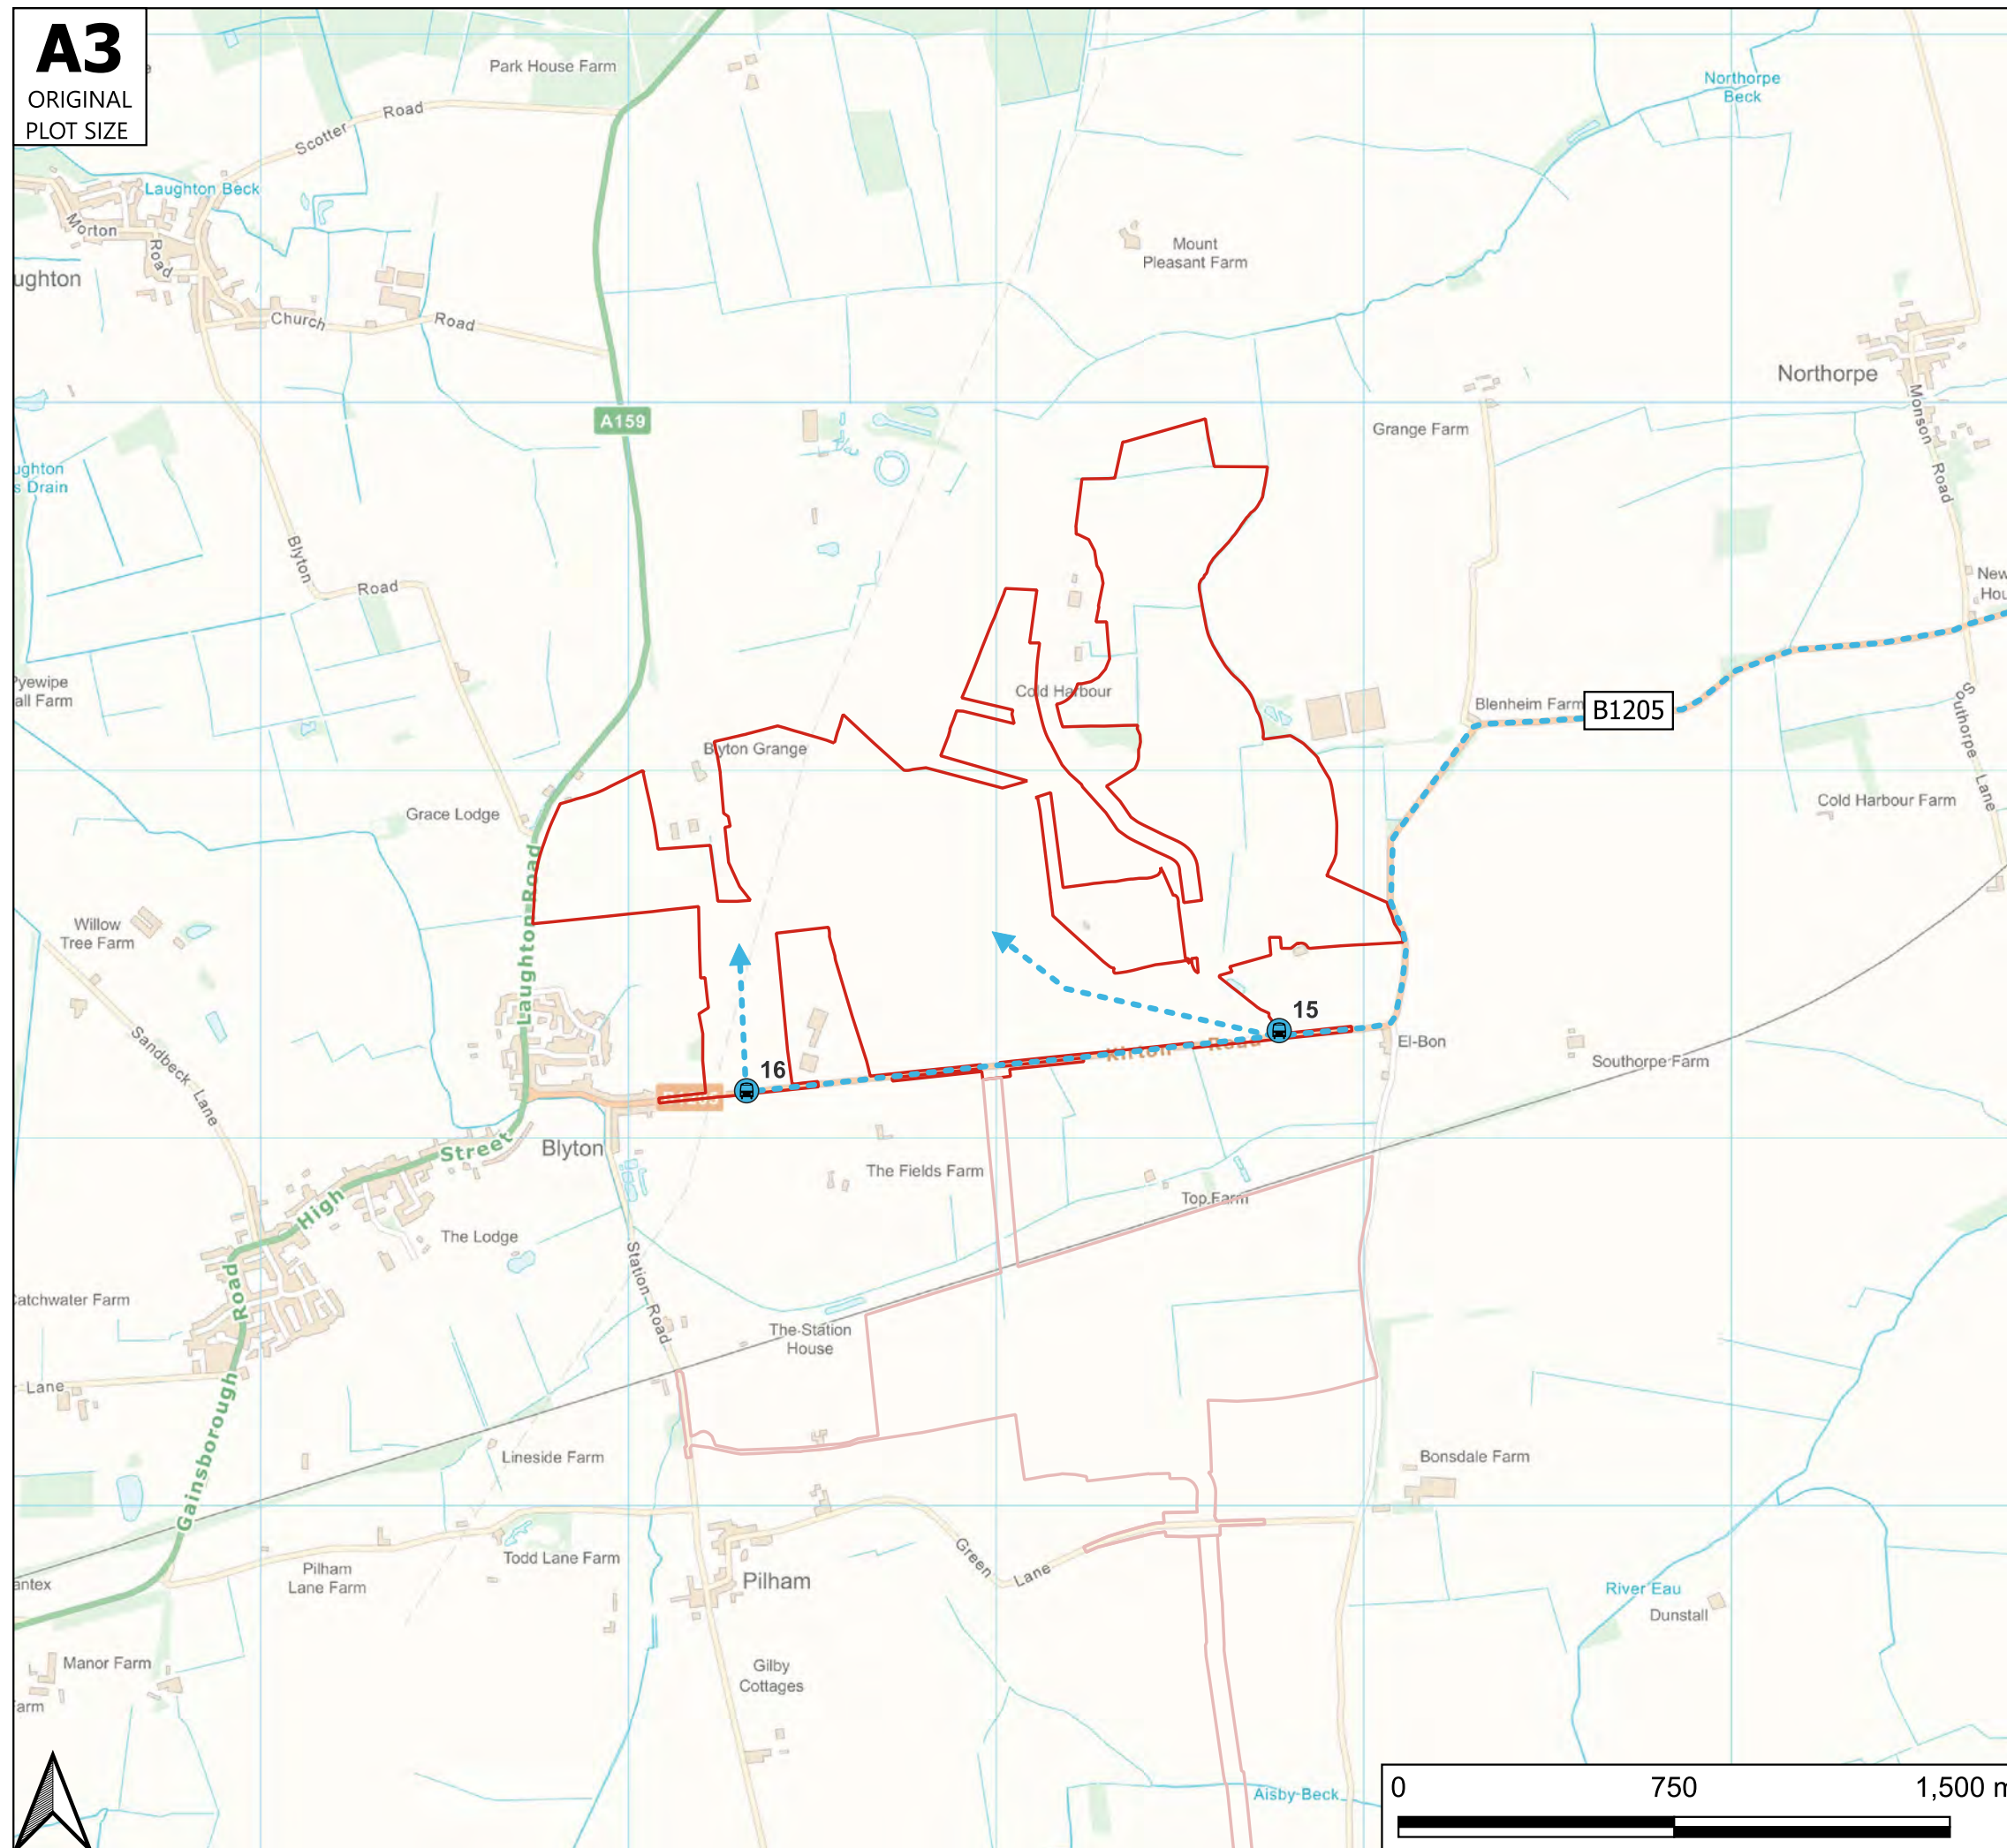 A3
ORIGINAL
PLOT SIZE
Park House Farm
Scotter Road
Northorpe
Beck
Laughton Beck
Morton
Road
ughton
Church Road
Mount
Pleasant Farm
Northorpe
Monson Road
A159
Grange Farm
ughton
s Drain
Blyton Road
New
Hou
Pyewipe
all Farm
Cold Harbour
Blenheim Farm
B1205
Southorpe Lane
Blyton Grange
Grace Lodge
Cold Harbour Farm
Laughton Road
Willow
Tree Farm
Sandbeck Lane
15
El-Bon
Kirton Road
Southorpe Farm
16
B1205
Blyton
High Street
The Fields Farm
Top Farm
The Lodge
Station Road
Catchwater Farm
Gainsborough Road
The Station
House
Lane
Lineside Farm
Bonsdale Farm
Todd Lane Farm
Pilham
Lane Farm
antex
Green Lane
Pilham
River Eau
Dunstall
Manor Farm
Gilby
Cottages
arm
Aisby Beck
0 750 1,500 m